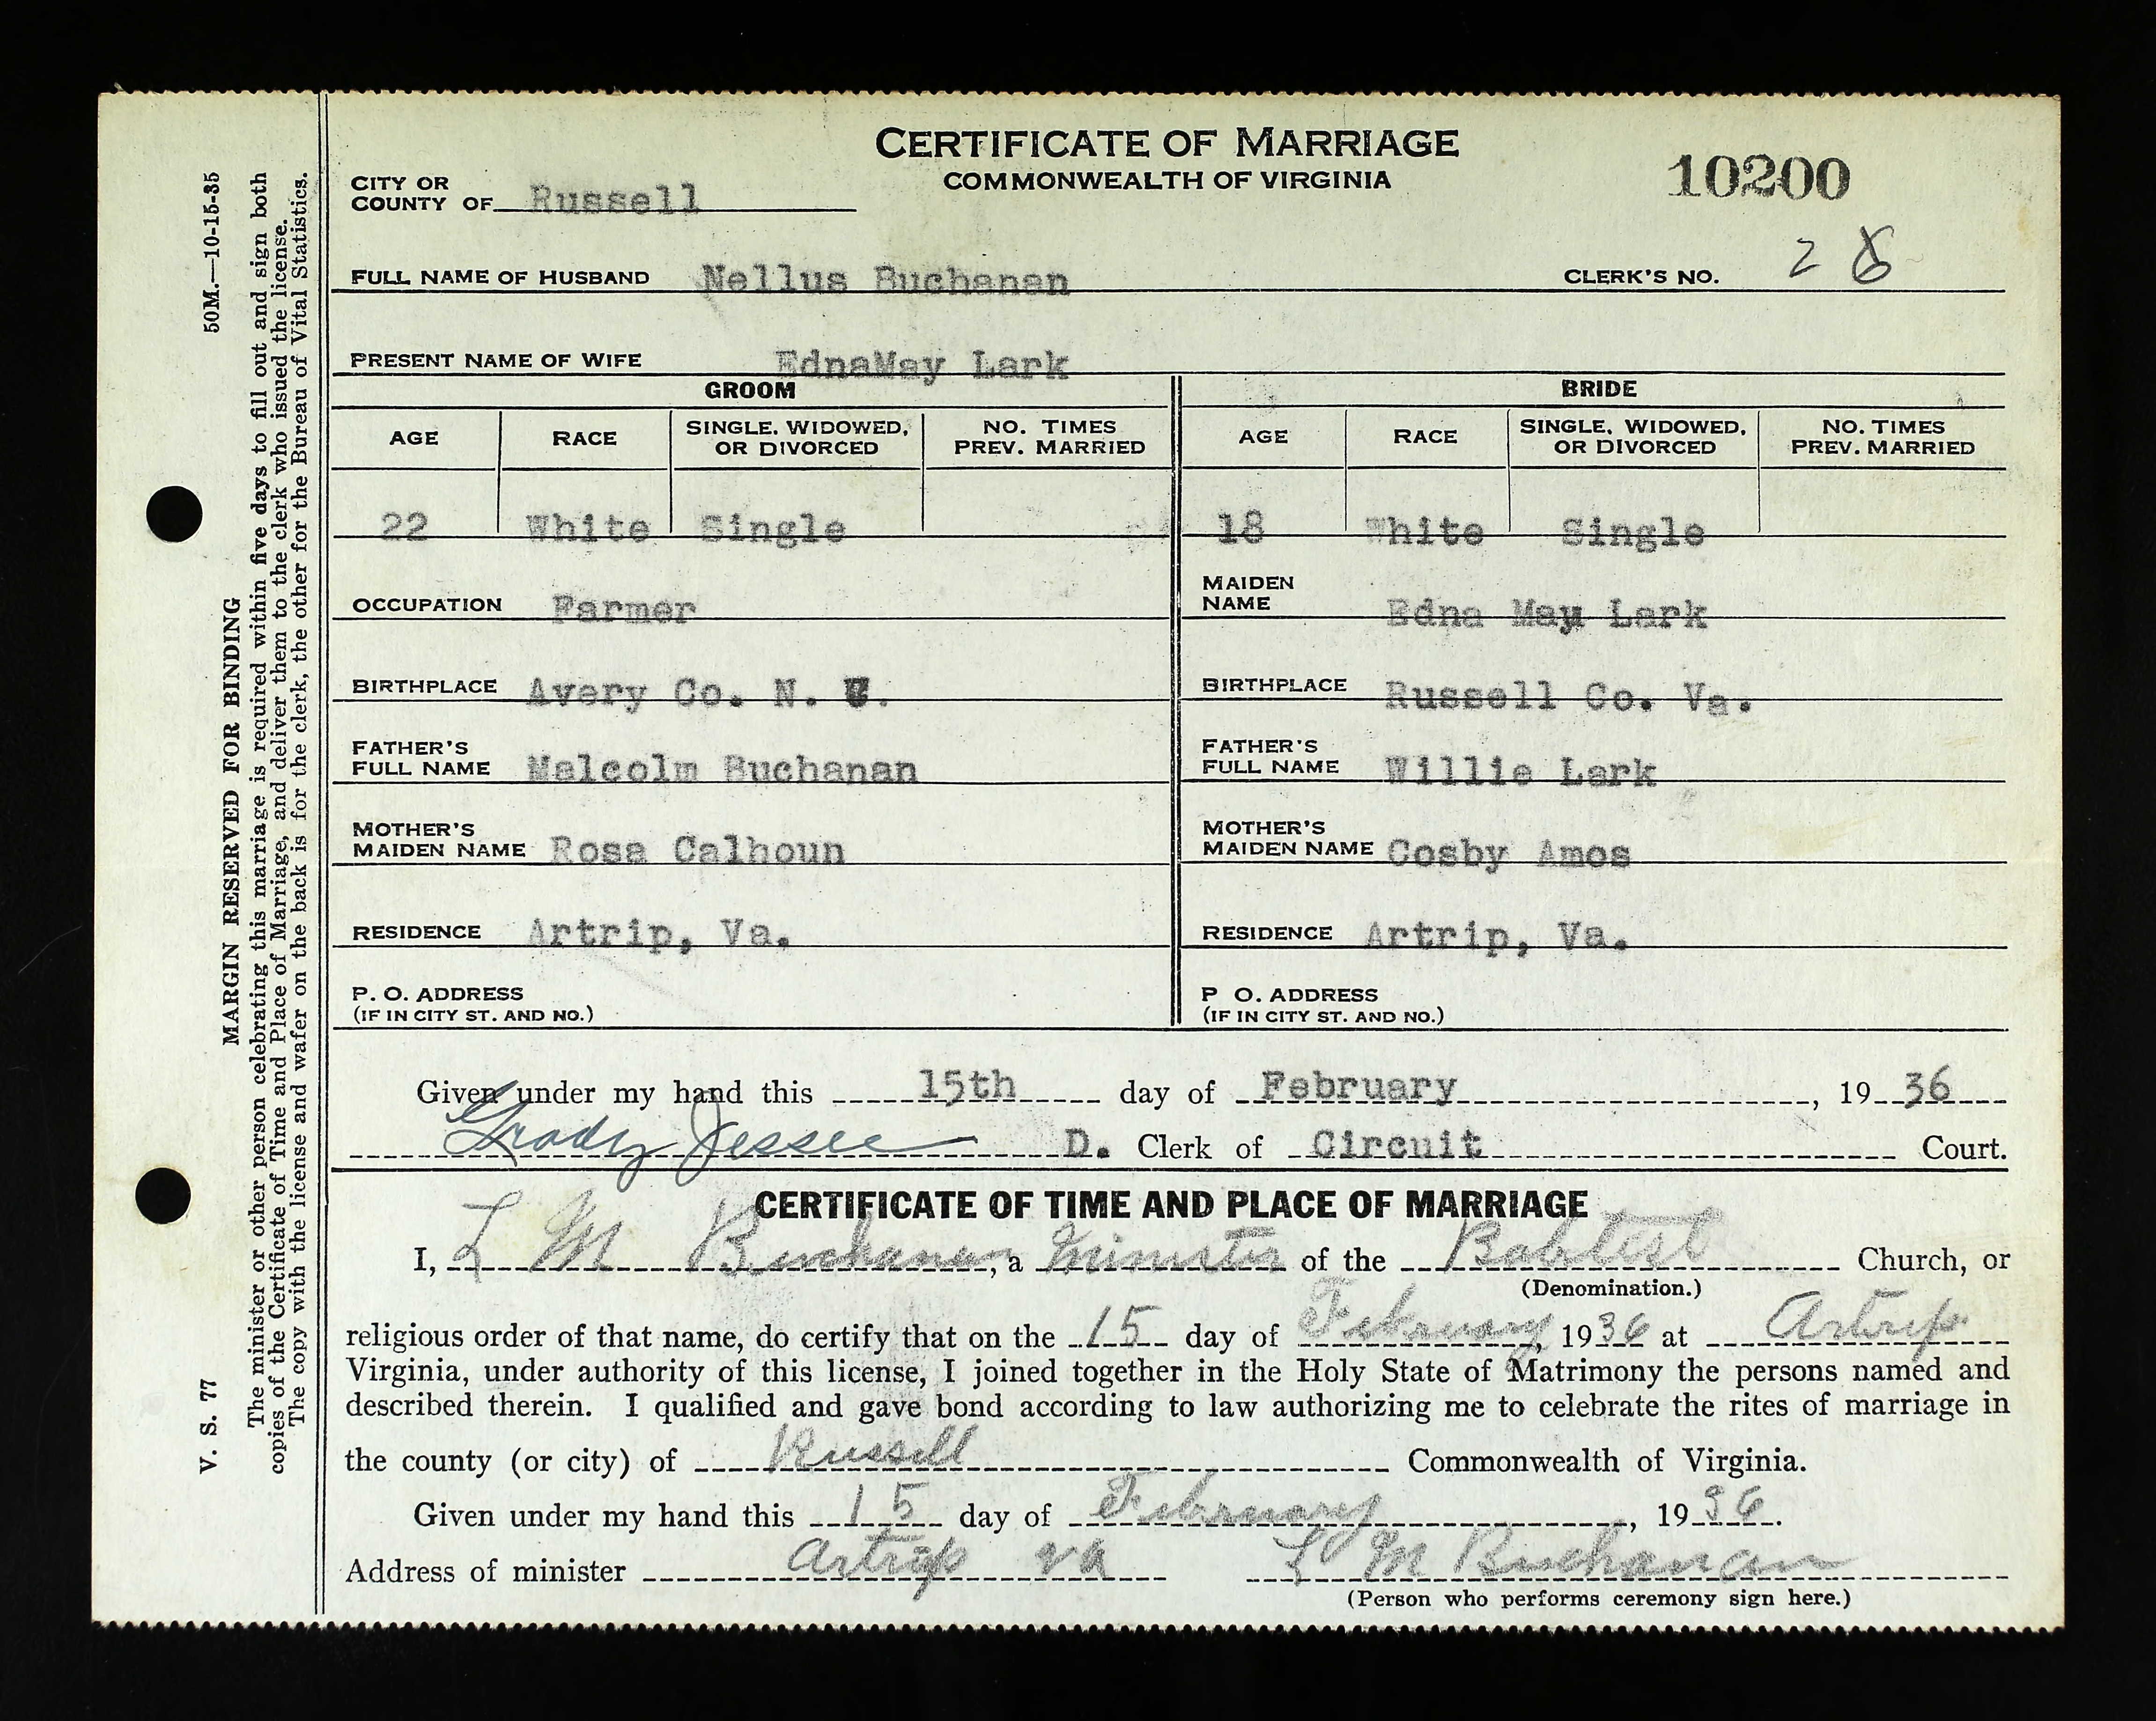 CERTIFICATE OF MARRIAGE
COMMONWEALTH OF VIRGINIA
10200
CITY OR COUNTY OF Russell
FULL NAME OF HUSBAND Nellus Buchanan CLERK'S NO. 2
PRESENT NAME OF WIFE EdnaMay Lark
GROOM BRIDE
AGE RACE SINGLE, WIDOWED, OR DIVORCED NO. TIMES PREV. MARRIED AGE RACE SINGLE, WIDOWED, OR DIVORCED NO. TIMES PREV. MARRIED
22 White Single 18 White Single
OCCUPATION Farmer MAIDEN NAME Edna May Lark
BIRTHPLACE Avery Co. N. BIRTHPLACE Russell Co. Va.
FATHER'S FULL NAME Malcolm Buchanan FATHER'S FULL NAME Willie Lark
MOTHER'S MAIDEN NAME Rosa Calhoun MOTHER'S MAIDEN NAME Cosby Amos
RESIDENCE Artrip, Va. RESIDENCE Artrip, Va.
P. O. ADDRESS (IF IN CITY ST. AND NO.) P O. ADDRESS (IF IN CITY ST. AND NO.)
Given under my hand this 15th day of February, 19 36
Grady Jessee D. Clerk of Circuit Court.
CERTIFICATE OF TIME AND PLACE OF MARRIAGE
I, L M Buchanan, a Minister of the Babtist Church, or
(Denomination.)
religious order of that name, do certify that on the 15 day of February, 1936 at Artrip
Virginia, under authority of this license, I joined together in the Holy State of Matrimony the persons named and
described therein. I qualified and gave bond according to law authorizing me to celebrate the rites of marriage in
the county (or city) of Russell Commonwealth of Virginia.
Given under my hand this 15 day of February, 1936.
Address of minister Artrip va L M Buchanan
(Person who performs ceremony sign here.)
V. S. 77 50M.—10-15-35
MARGIN RESERVED FOR BINDING
The minister or other person celebrating this marriage is required within five days to fill out and sign both
copies of the Certificate of Time and Place of Marriage, and deliver them to the clerk who issued the license.
The copy with the license and wafer on the back is for the clerk, the other for the Bureau of Vital Statistics.